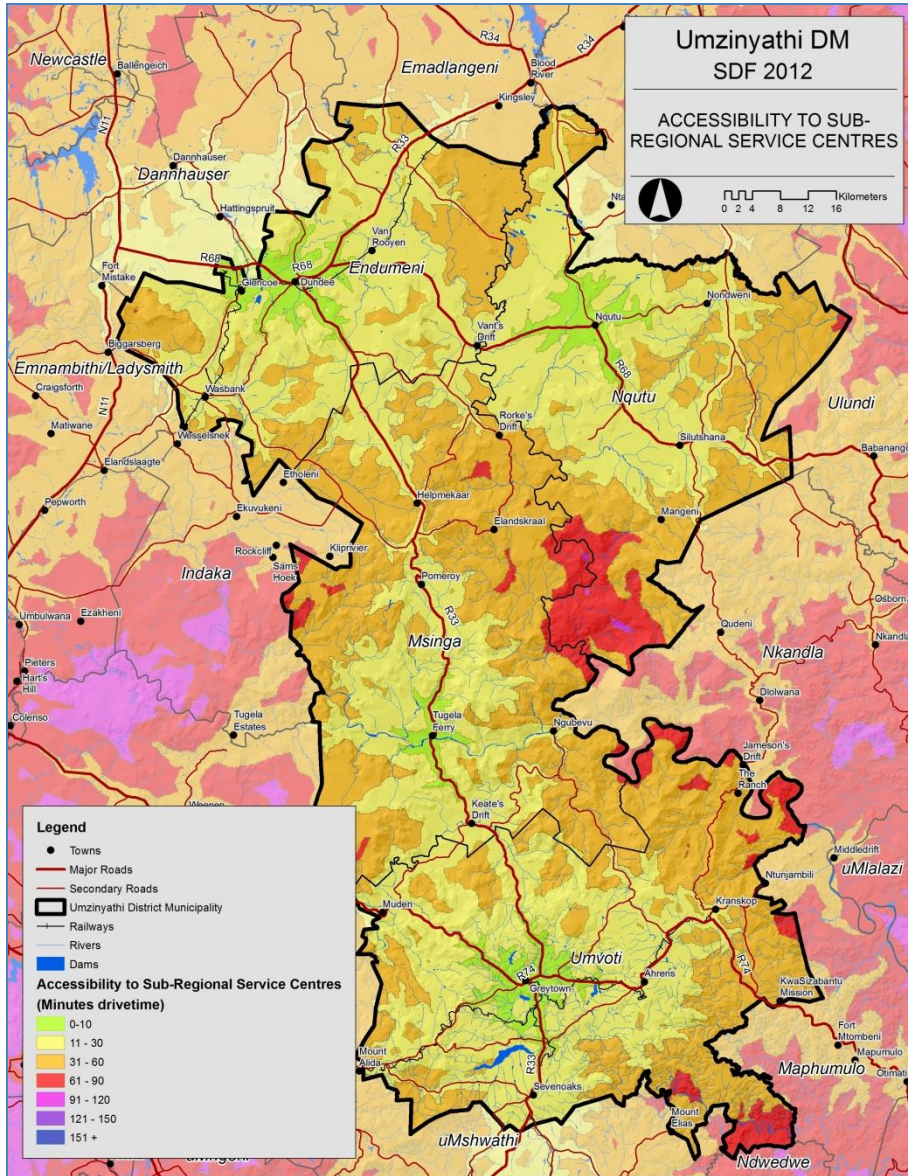 Umzinyathi DM
SDF 2012
ACCESSIBILITY TO SUB-
REGIONAL SERVICE CENTRES
Kilometers
0 2 4 8 12 16
R34
R34
Newcastle
Ballengeich
Emadlangeni
Blood
River
Kingsley
N11
R33
Dannhauser
Dannhauser
Hattingspruit
Van
Rooyen
R68
R68
Endumeni
Glencoe
Dundee
Fort
Mistake
Nondweni
Nqutu
Vant's
Drift
Biggarsberg
Emnambithi/Ladysmith
R68
Craigsforth
Wasbank
Nqutu
Ulundi
N11
Matiwane
Rorke's
Drift
Wesselsnek
Silutshana
Babanango
Elandslaagte
Etholeni
Pepworth
Helpmekaar
Ekuvukeni
Mangeni
Elandskraal
Rockcliff
Kliprivier
Sams
Hoek
Indaka
Pomeroy
Osborn
Umbulwana
Ezakheni
R33
Qudeni
Msinga
Nkandla
Nkandla
Pieters
Hart's
Hill
Dlolwana
Colenso
Tugela
Estates
Tugela
Ferry
Ngubevu
Jameson's
Drift
The
Ranch
Weenen
Keate's
Drift
Middledrift
uMlalazi
Ntunjambili
Muden
Kranskop
Umvoti
R74
R74
Greytown
Ahrens
KwaSizabantu
Mission
Fort
Mtombeni
Mapumulo
Mount
Alida
R33
Maphumulo
Otimati
Sevenoaks
Mount
Elias
uMshwathi
Ndwedwe
Legend
Towns
Major Roads
Secondary Roads
Umzinyathi District Municipality
Railways
Rivers
Dams
Accessibility to Sub-Regional Service Centres
(Minutes drivetime)
0-10
11 - 30
31 - 60
61 - 90
91 - 120
121 - 150
151 +